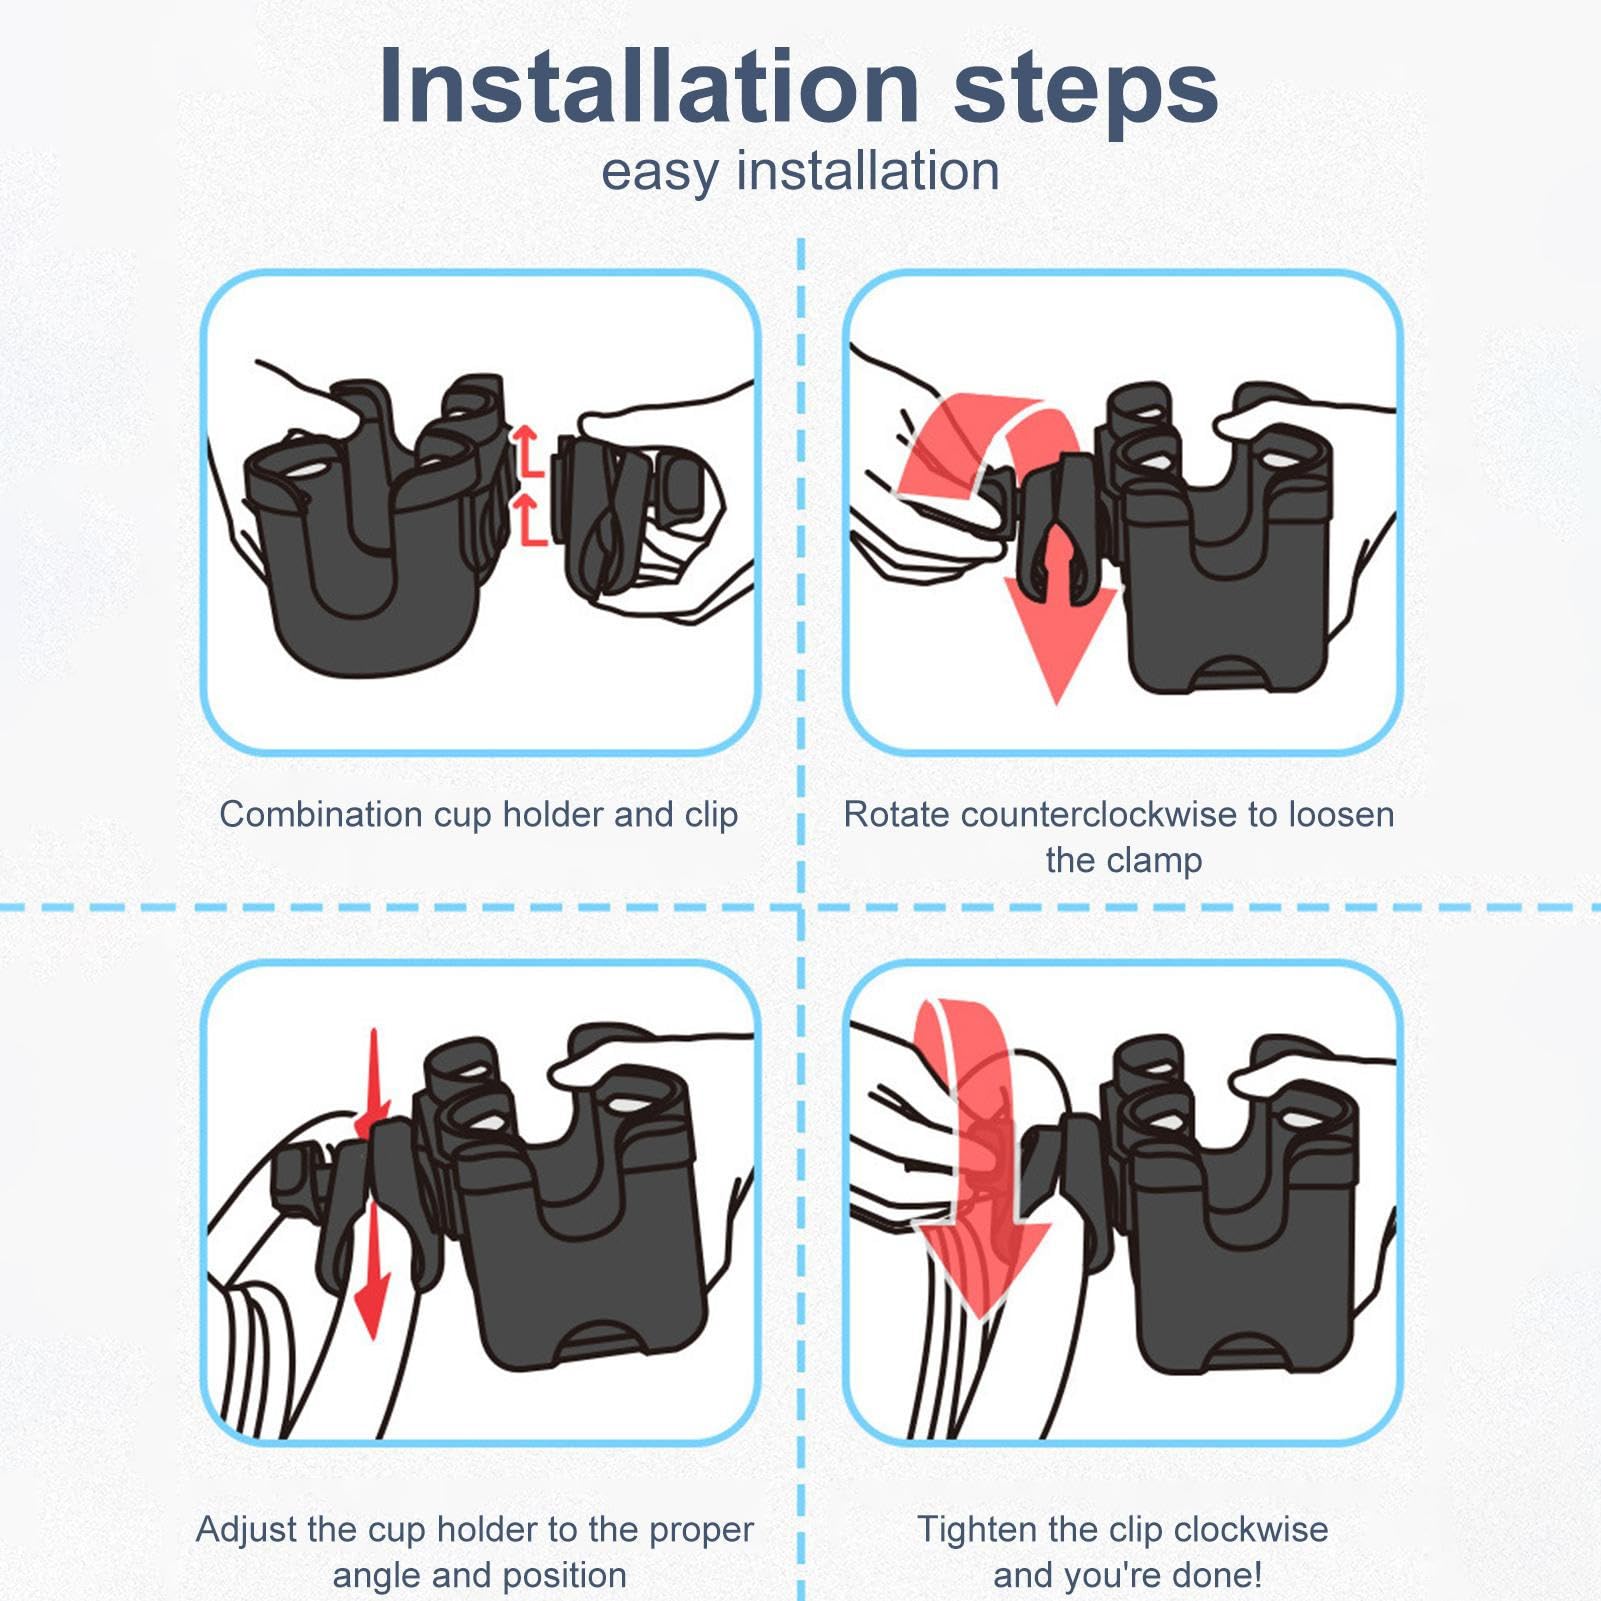 Installation steps
easy installation
Combination cup holder and clip
Rotate counterclockwise to loosen
the clamp
Adjust the cup holder to the proper
angle and position
Tighten the clip clockwise
and you're done!